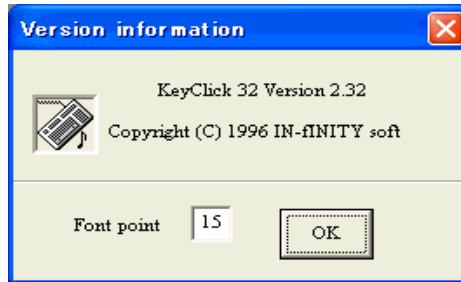 Version information
KeyClick 32 Version 2.32
Copyright (C) 1996 IN-fINITY soft
Font point 15 OK